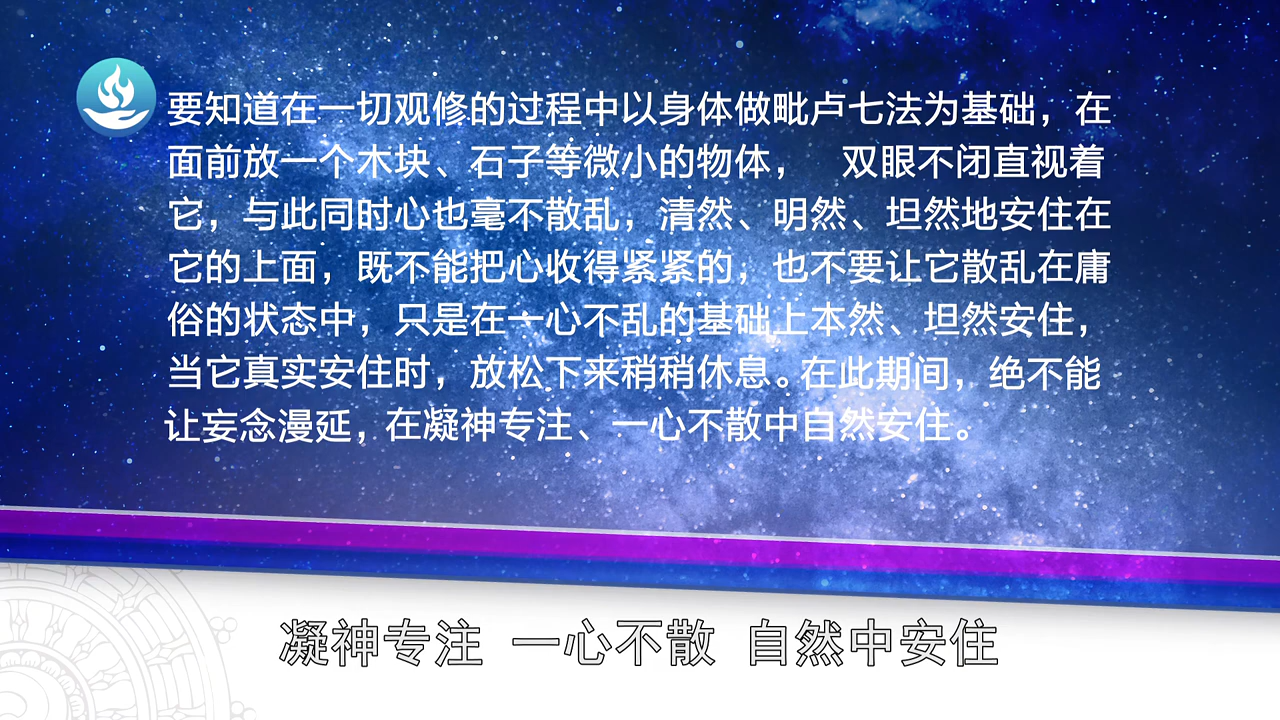 要知道在一切观修的过程中以身体做毗卢七法为基础，在
面前放一个木块、石子等微小的物体， 双眼不闭直视着
它，与此同时心也毫不散乱，清然、明然、坦然地安住在
它的上面，既不能把心收得紧紧的，也不要让它散乱在庸
俗的状态中，只是在一心不乱的基础上本然、坦然安住，
当它真实安住时，放松下来稍稍休息。在此期间，绝不能
让妄念漫延，在凝神专注、一心不散中自然安住。
凝神专注 一心不散 自然中安住